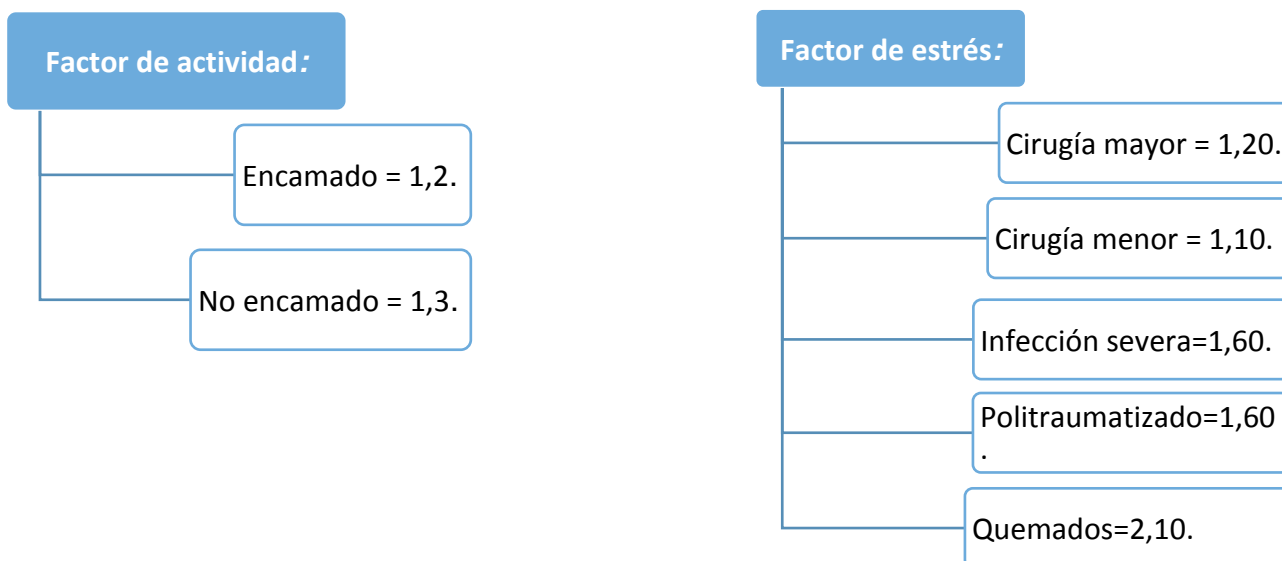 Factor de actividad:
Encamado = 1,2.
No encamado = 1,3.
Factor de estrés:
Cirugía mayor = 1,20.
Cirugía menor = 1,10.
Infección severa=1,60.
Politraumatizado=1,60
.
Quemados=2,10.